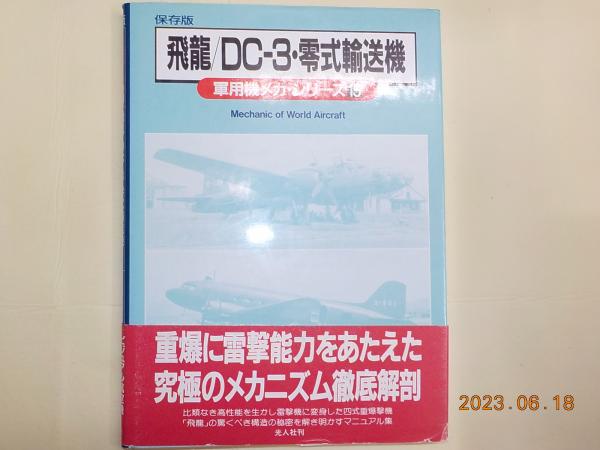 保存版
飛龍/DC-3・零式輸送機
軍用機メカ・シリーズ15
Mechanic of World Aircraft
重爆に雷撃能力をあたえた
究極のメカニズム徹底解剖
比類なき高性能を生かし雷撃機に変身した四式重爆撃機
「飛龍」の驚くべき構造の秘密を解き明かすマニュアル集
光人社刊
2023.06.18